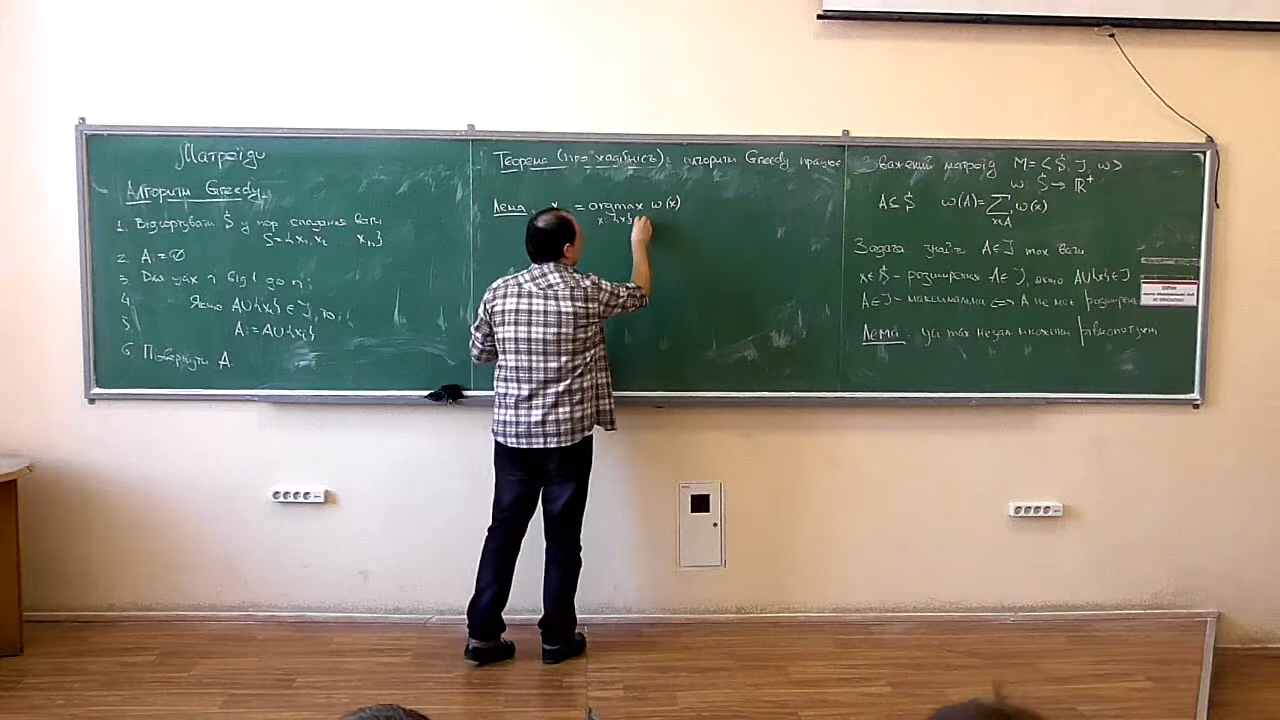 Матроїди
Алгоритм Greedy
1. Відсортувати S у пор. спадання ваги
S={x₁, x₂ xₙ}
2. A:=∅
3. Для усіх i від 1 до n:
4. Якщо A∪{xᵢ}∈J, то:
5. A:=A∪{xᵢ}
6. Повернути A.
Теорема (про жадібність): алгоритм Greedy працює
Лема x := argmax w(x)
x: {x}
Зважений матроїд M=<S, J, w>
w: S→ℝ⁺
A⊆S w(A)=∑ w(x)
x∈A
Задача знайти A∈J max ваги
x∈S - розширення A∈J, якщо A∪{x}∈J
A∈J - максимальна ⟺ A не має розширень
Лема: усі max незал. множини рівнопотужні